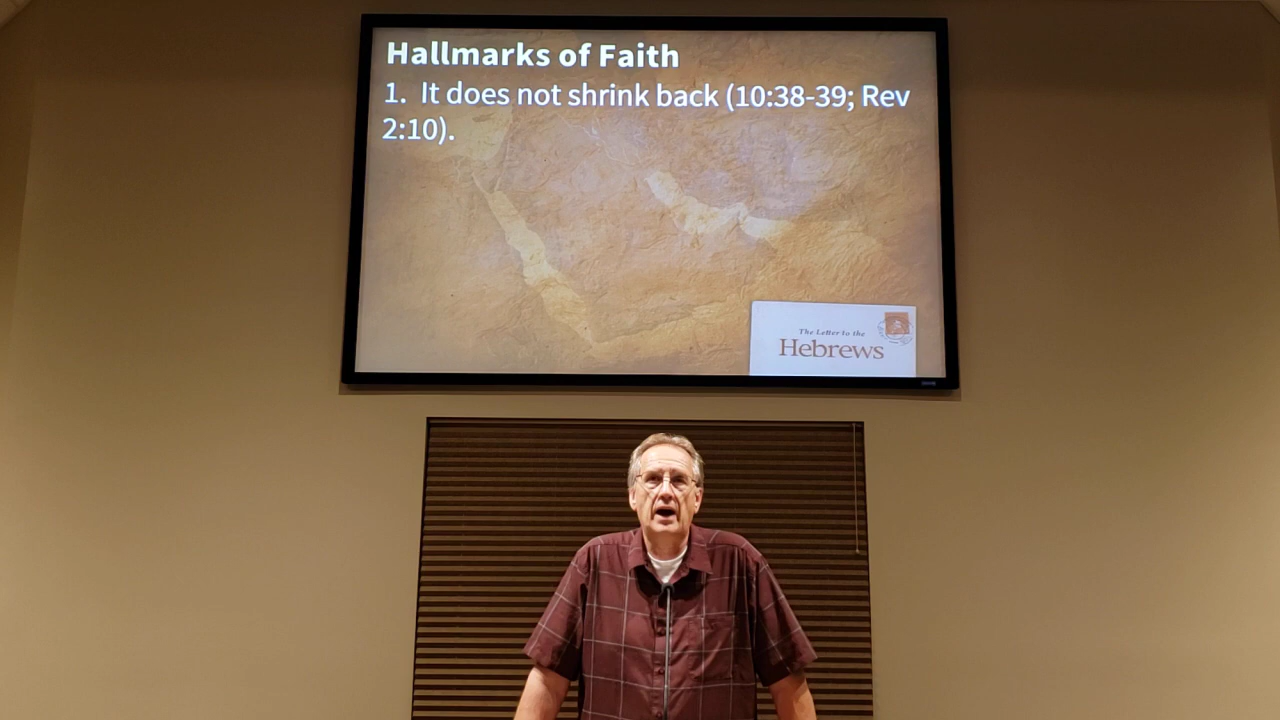 Hallmarks of Faith
1. It does not shrink back (10:38-39; Rev
2:10).
The Letter to the
Hebrews